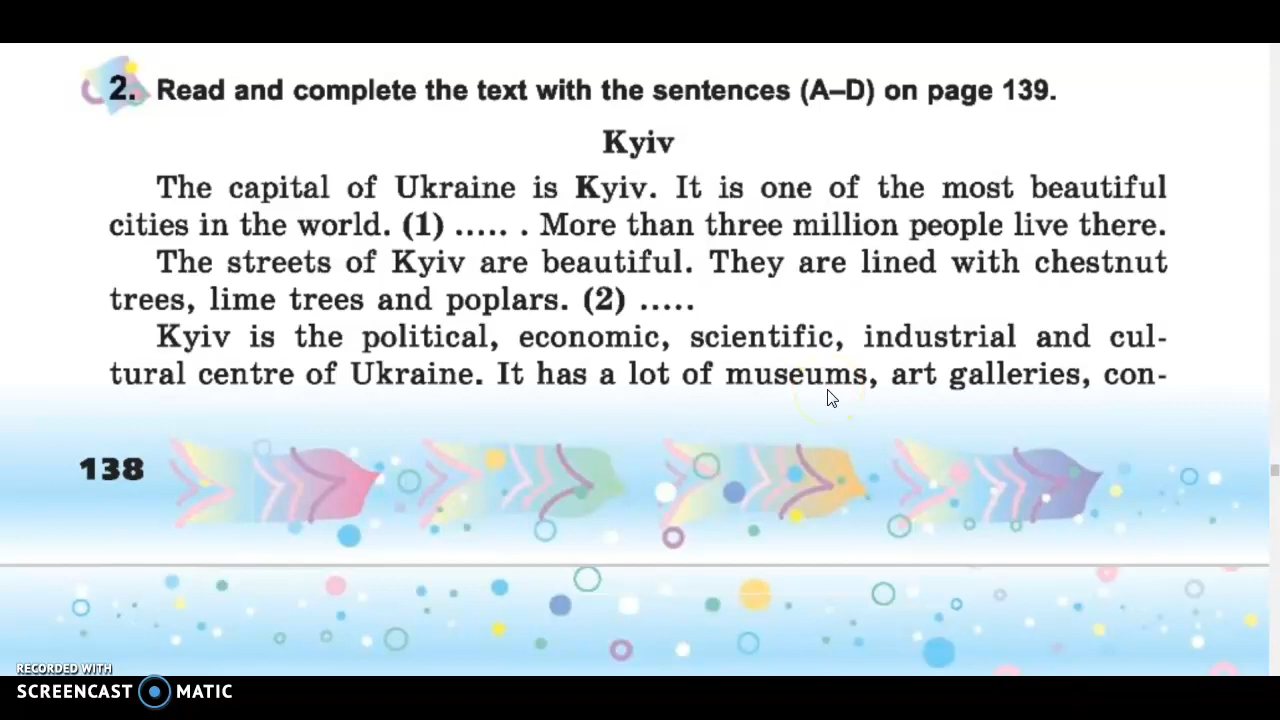 2. Read and complete the text with the sentences (A–D) on page 139.
Kyiv
The capital of Ukraine is Kyiv. It is one of the most beautiful
cities in the world. (1) ..... . More than three million people live there.
The streets of Kyiv are beautiful. They are lined with chestnut
trees, lime trees and poplars. (2) .....
Kyiv is the political, economic, scientific, industrial and cul-
tural centre of Ukraine. It has a lot of museums, art galleries, con-
138
RECORDED WITH
SCREENCAST MATIC